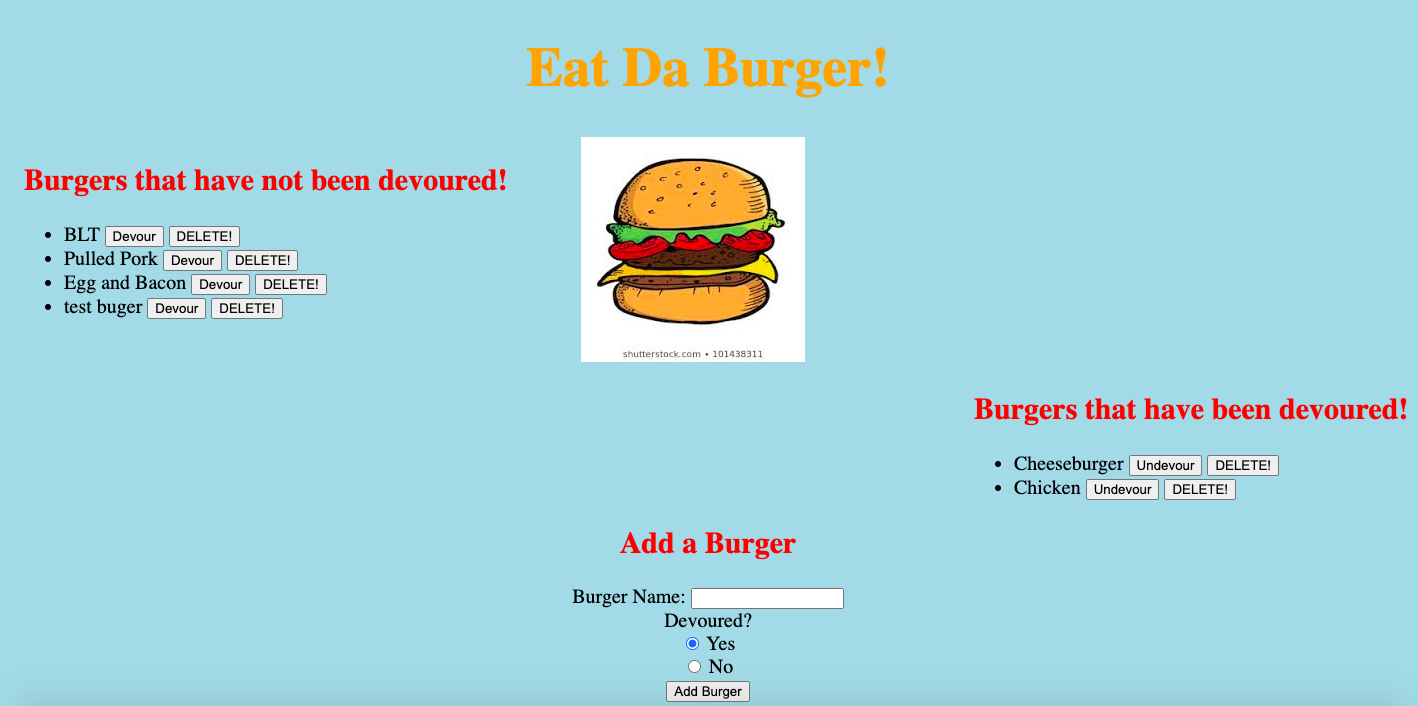 Eat Da Burger!
Burgers that have not been devoured!
BLT Devour DELETE!
Pulled Pork Devour DELETE!
Egg and Bacon Devour DELETE!
test buger Devour DELETE!
shutterstock.com • 101438311
Burgers that have been devoured!
Cheeseburger Undevour DELETE!
Chicken Undevour DELETE!
Add a Burger
Burger Name:
Devoured?
Yes
No
Add Burger